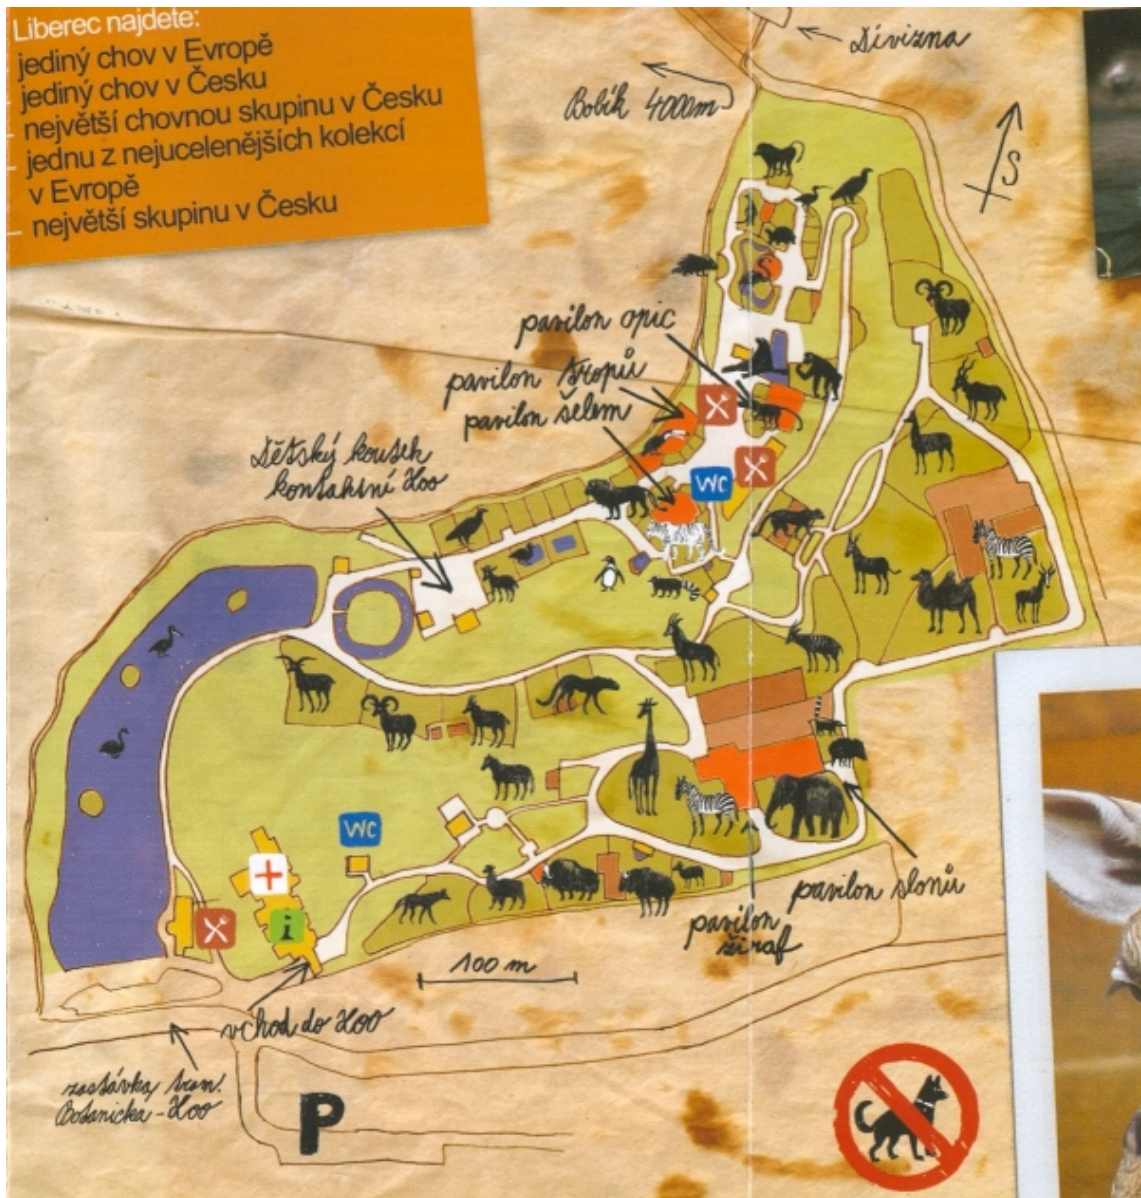 Liberec najdete:
jediný chov v Evropě
jediný chov v Česku
největší chovnou skupinu v Česku
jednu z nejucelenějších kolekcí
v Evropě
největší skupinu v Česku
Divizna
Bobík 4000m
S
pavilon opic
pavilon tropů
pavilon šelem
Dětský koutek
kontaktní zoo
WC
WC
i
pavilon slonů
pavilon
žiraf
100 m
vchod do zoo
zastávka tram.
Botanická-zoo
P